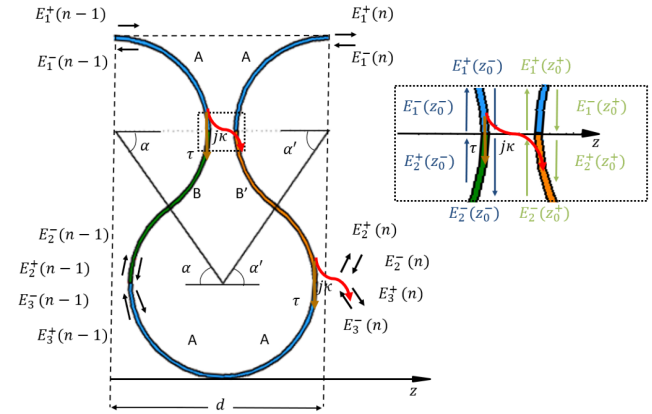 E₁⁺(n−1)
E₁⁺(n)
E₁⁻(n−1)
A
A
E₁⁻(n)
jκ
τ
α
α′
B
B′
E₂⁻(n−1)
E₂⁺(n)
E₂⁺(n−1)
α
α′
E₂⁻(n)
E₃⁻(n−1)
τ
jκ
E₃⁺(n)
E₃⁺(n−1)
E₃⁻(n)
A
A
d
z
E₁⁺(z₀⁻)
E₁⁺(z₀⁺)
E₁⁻(z₀⁻)
E₁⁻(z₀⁺)
z
τ
jκ
E₂⁺(z₀⁻)
E₂⁺(z₀⁺)
E₂⁻(z₀⁻)
E₂⁻(z₀⁺)